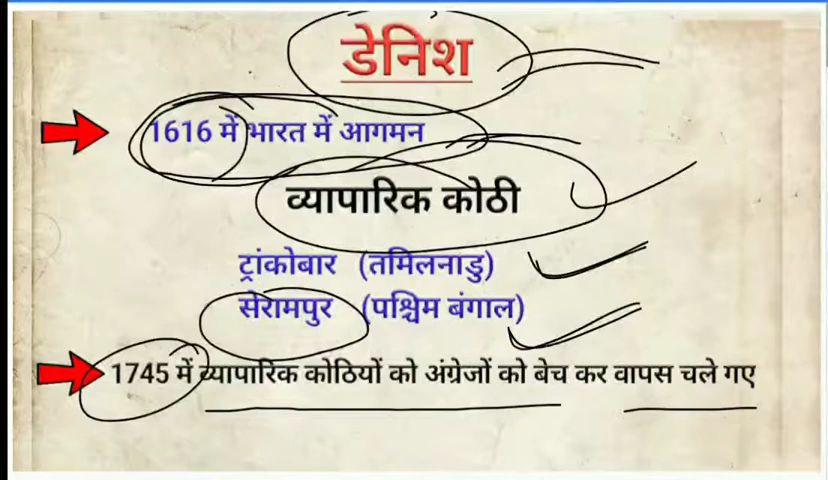 डेनिश
1616 में भारत में आगमन
व्यापारिक कोठी
ट्रांकोबार (तमिलनाडु)
सेरामपुर (पश्चिम बंगाल)
1745 में व्यापारिक कोठियों को अंग्रेजों को बेच कर वापस चले गए